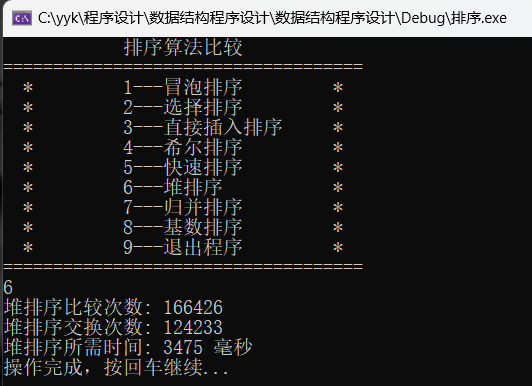 C:\yyk\程序设计\数据结构程序设计\数据结构程序设计\Debug\排序.exe
排序算法比较
====================================
* 1---冒泡排序 *
* 2---选择排序 *
* 3---直接插入排序 *
* 4---希尔排序 *
* 5---快速排序 *
* 6---堆排序 *
* 7---归并排序 *
* 8---基数排序 *
* 9---退出程序 *
====================================
6
堆排序比较次数: 166426
堆排序交换次数: 124233
堆排序所需时间: 3475 毫秒
操作完成，按回车继续...